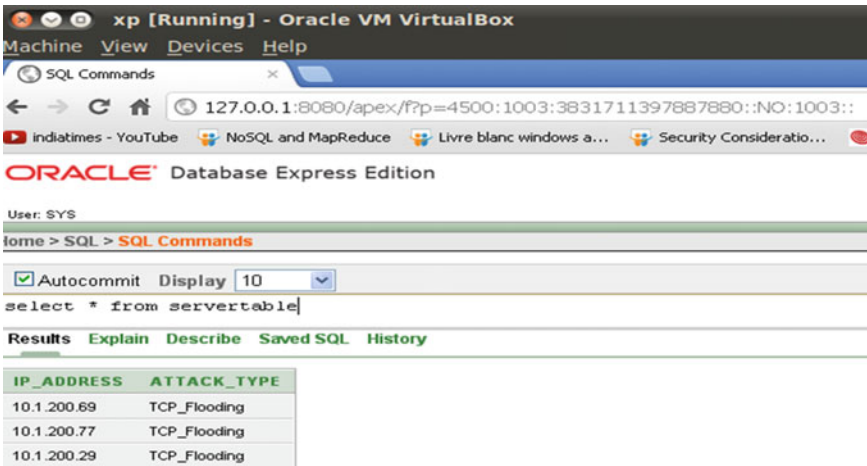 xp [Running] - Oracle VM VirtualBox
Machine View Devices Help
SQL Commands
127.0.0.1:8080/apex/f?p=4500:1003:3831711397887880::NO:1003::
indiatimes - YouTube NoSQL and MapReduce Livre blanc windows a... Security Consideratio...
ORACLE Database Express Edition
User: SYS
Home > SQL > SQL Commands
Autocommit Display 10
select * from servertable
Results Explain Describe Saved SQL History
IP_ADDRESS ATTACK_TYPE
10.1.200.69 TCP_Flooding
10.1.200.77 TCP_Flooding
10.1.200.29 TCP_Flooding